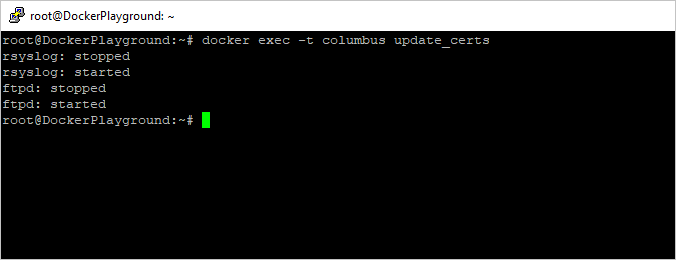 root@DockerPlayground: ~
root@DockerPlayground:~# docker exec -t columbus update_certs
rsyslog: stopped
rsyslog: started
ftpd: stopped
ftpd: started
root@DockerPlayground:~#